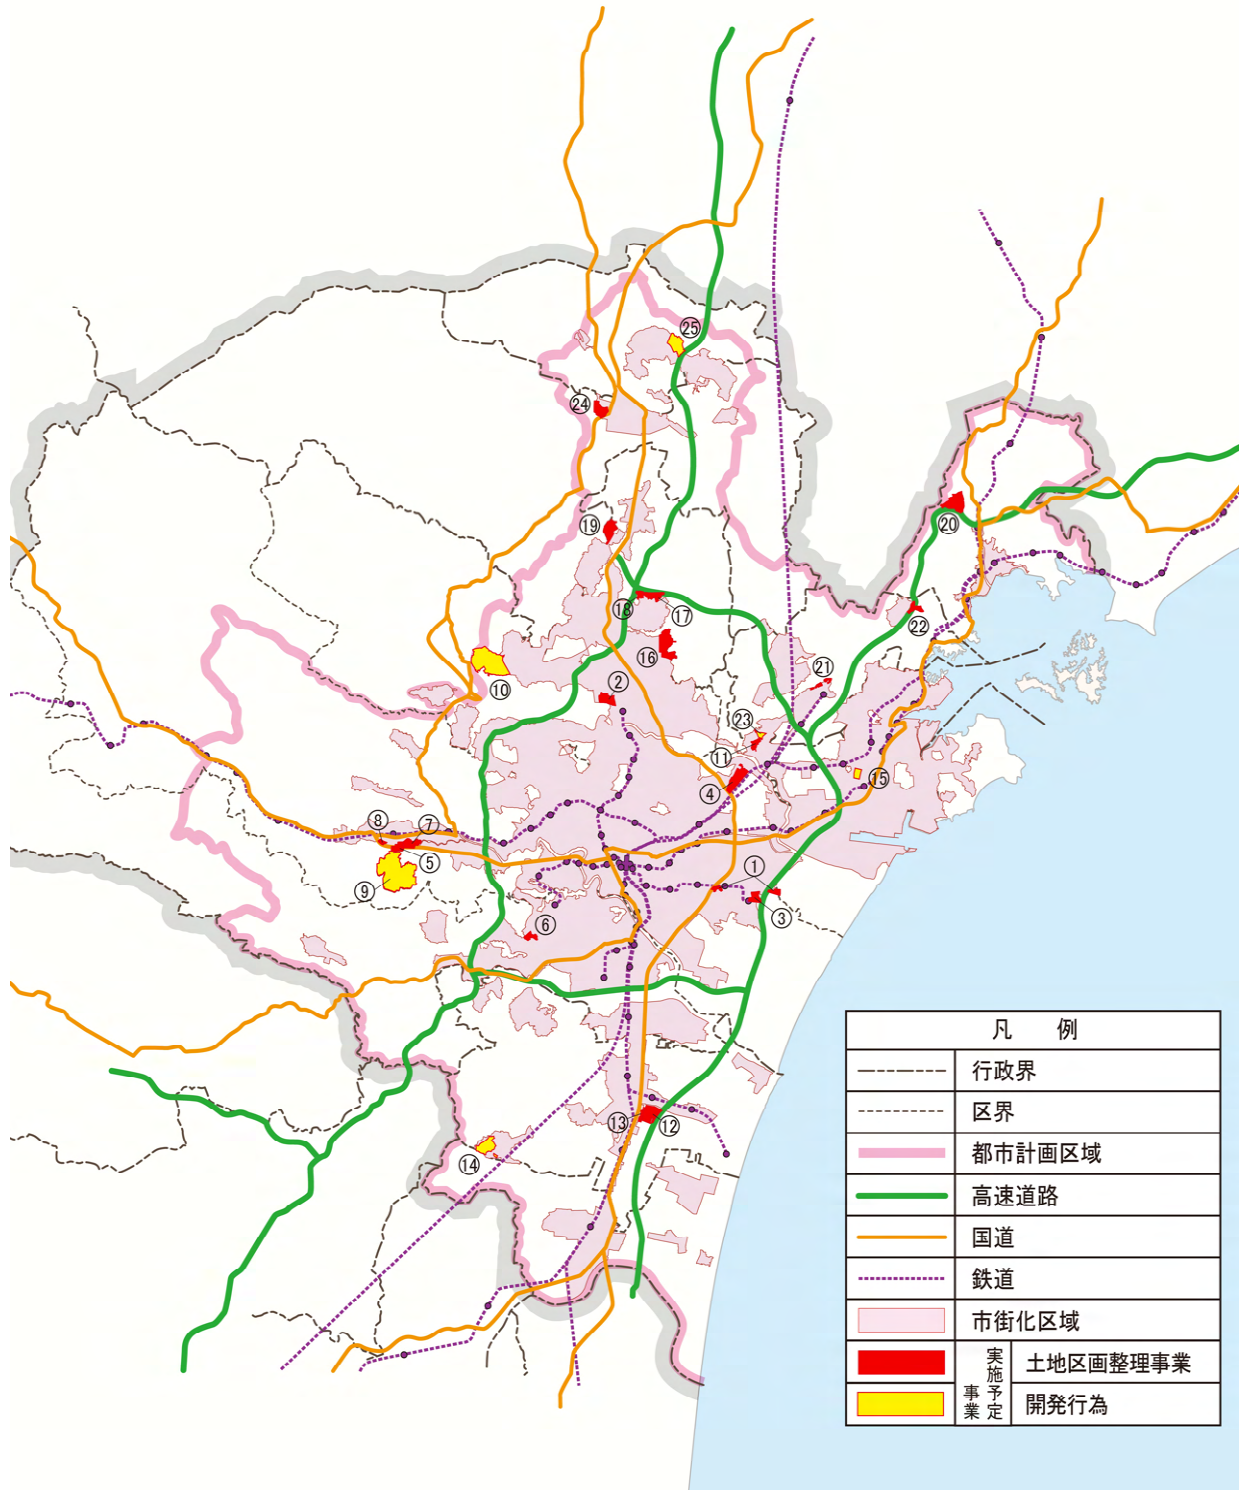 ㉕
㉔
⑲
⑳
⑱
⑰
㉒
⑯
㉑
⑩
②
㉓
⑪
⑮
④
⑧
⑦
⑤
①
⑨
⑥
③
凡 例
行政界
区界
都市計画区域
高速道路
国道
鉄道
市街化区域
実施予定事業
土地区画整理事業
開発行為
⑬
⑫
⑭